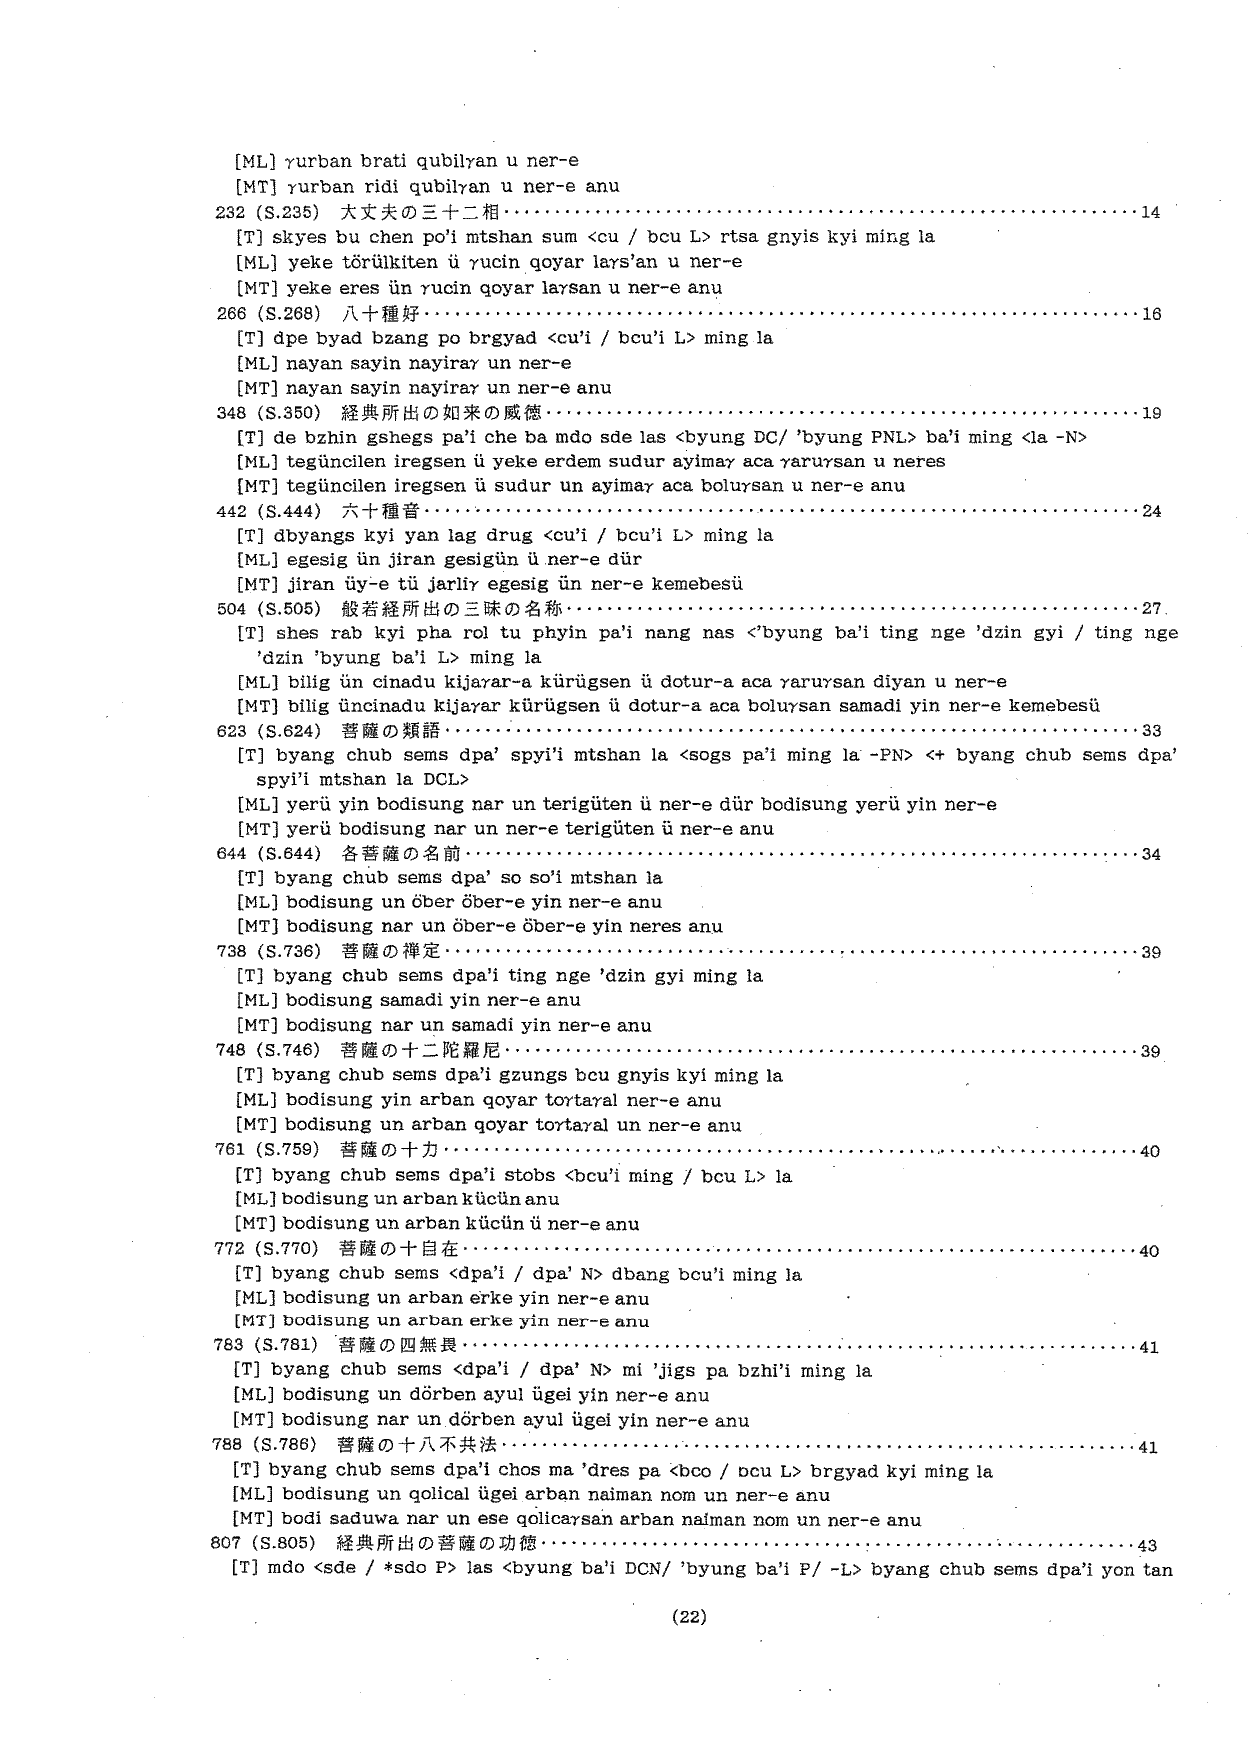 [ML] γurban brati qubilγan u ner-e
[MT] γurban ridi qubilγan u ner-e anu
232 (S.235) 大丈夫の三十二相･･････････14
[T] skyes bu chen po'i mtshan sum <cu / bcu L> rtsa gnyis kyi ming la
[ML] yeke törülkiten ü γucin qoyar laγs'an u ner-e
[MT] yeke eres ün γucin qoyar laγsan u ner-e anu
266 (S.268) 八十種好･･････････16
[T] dpe byad bzang po brgyad <cu'i / bcu'i L> ming la
[ML] nayan sayin nayiraγ un ner-e
[MT] nayan sayin nayiraγ un ner-e anu
348 (S.350) 経典所出の如来の威徳･･････････19
[T] de bzhin gshegs pa'i che ba mdo sde las <byung DC/ 'byung PNL> ba'i ming <la -N>
[ML] tegüncilen iregsen ü yeke erdem sudur ayimaγ aca γaruγsan u neres
[MT] tegüncilen iregsen ü sudur un ayimaγ aca boluγsan u ner-e anu
442 (S.444) 六十種音･･････････24
[T] dbyangs kyi yan lag drug <cu'i / bcu'i L> ming la
[ML] egesig ün jiran gesigün ü ner-e dür
[MT] jiran üy-e tü jarliγ egesig ün ner-e kemebesü
504 (S.505) 般若経所出の三昧の名称･･････････27
[T] shes rab kyi pha rol tu phyin pa'i nang nas <'byung ba'i ting nge 'dzin gyi / ting nge
'dzin 'byung ba'i L> ming la
[ML] bilig ün cinadu kijaγar-a kürügsen ü dotur-a aca γaruγsan diyan u ner-e
[MT] bilig üncinadu kijaγar kürügsen ü dotur-a aca boluγsan samadi yin ner-e kemebesü
623 (S.624) 菩薩の類語･･････････33
[T] byang chub sems dpa' spyi'i mtshan la <sogs pa'i ming la -PN> <+ byang chub sems dpa'
spyi'i mtshan la DCL>
[ML] yerü yin bodisung nar un terigüten ü ner-e dür bodisung yerü yin ner-e
[MT] yerü bodisung nar un ner-e terigüten ü ner-e anu
644 (S.644) 各菩薩の名前･･････････34
[T] byang chub sems dpa' so so'i mtshan la
[ML] bodisung un öber öber-e yin ner-e anu
[MT] bodisung nar un öber-e öber-e yin neres anu
738 (S.736) 菩薩の禅定･･････････39
[T] byang chub sems dpa'i ting nge 'dzin gyi ming la
[ML] bodisung samadi yin ner-e anu
[MT] bodisung nar un samadi yin ner-e anu
748 (S.746) 菩薩の十二陀羅尼･･････････39
[T] byang chub sems dpa'i gzungs bcu gnyis kyi ming la
[ML] bodisung yin arban qoyar toγtaγal ner-e anu
[MT] bodisung un arban qoyar toγtaγal un ner-e anu
761 (S.759) 菩薩の十力･･････････40
[T] byang chub sems dpa'i stobs <bcu'i ming / bcu L> la
[ML] bodisung un arban kücün anu
[MT] bodisung un arban kücün ü ner-e anu
772 (S.770) 菩薩の十自在･･････････40
[T] byang chub sems <dpa'i / dpa' N> dbang bcu'i ming la
[ML] bodisung un arban erke yin ner-e anu
[MT] bodisung un arban erke yin ner-e anu
783 (S.781) 菩薩の四無畏･･････････41
[T] byang chub sems <dpa'i / dpa' N> mi 'jigs pa bzhi'i ming la
[ML] bodisung un dörben ayul ügei yin ner-e anu
[MT] bodisung nar un dörben ayul ügei yin ner-e anu
788 (S.786) 菩薩の十八不共法･･････････41
[T] byang chub sems dpa'i chos ma 'dres pa <bco / bcu L> brgyad kyi ming la
[ML] bodisung un qolical ügei arban naiman nom un ner-e anu
[MT] bodi saduwa nar un ese qolicaγsan arban naiman nom un ner-e anu
807 (S.805) 経典所出の菩薩の功徳･･････････43
[T] mdo <sde / *sdo P> las <byung ba'i DCN/ 'byung ba'i P/ -L> byang chub sems dpa'i yon tan
(22)